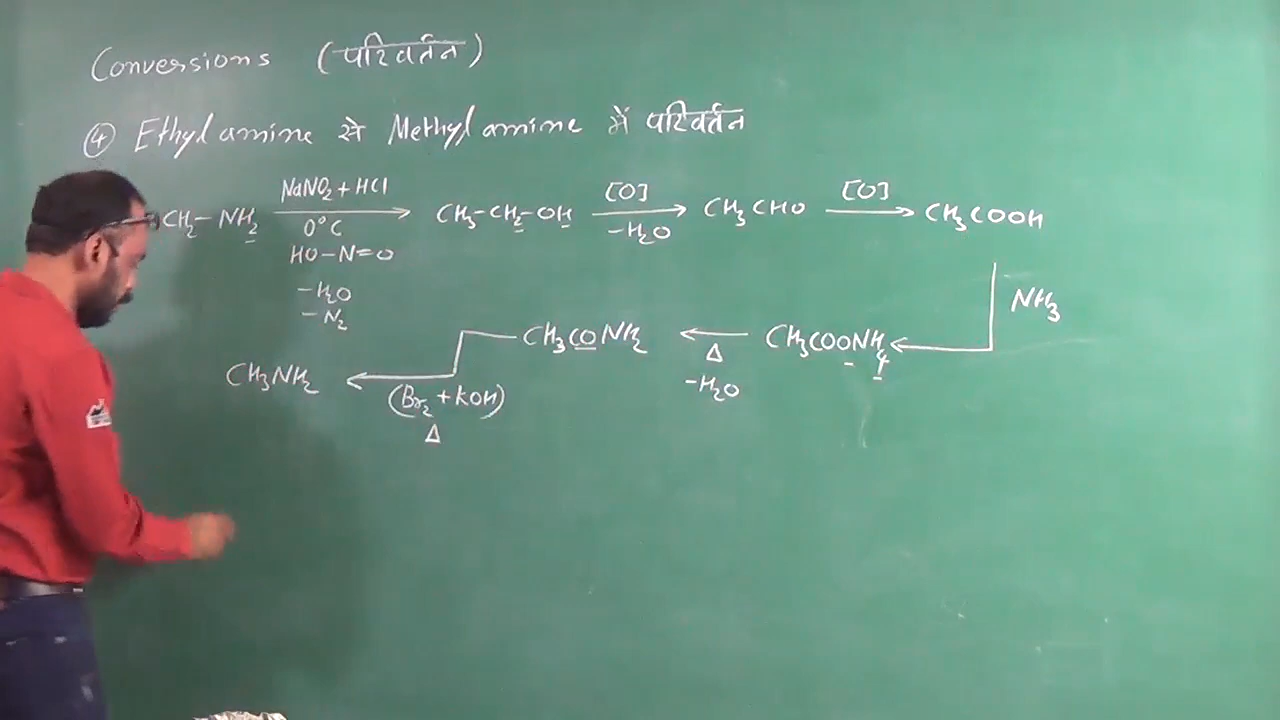 Conversions (परिवर्तन)
④ Ethylamine से Methylamine में परिवर्तन
CH₂-NH₂ NaNO₂+HCl 0°C CH₃-CH₂-OH [O] -H₂O CH₃CHO [O] CH₃COOH
HO-N=O
-H₂O
-N₂
NH₃
CH₃CONH₂ Δ -H₂O CH₃COONH₄
CH₃NH₂ (Br₂+KOH) Δ